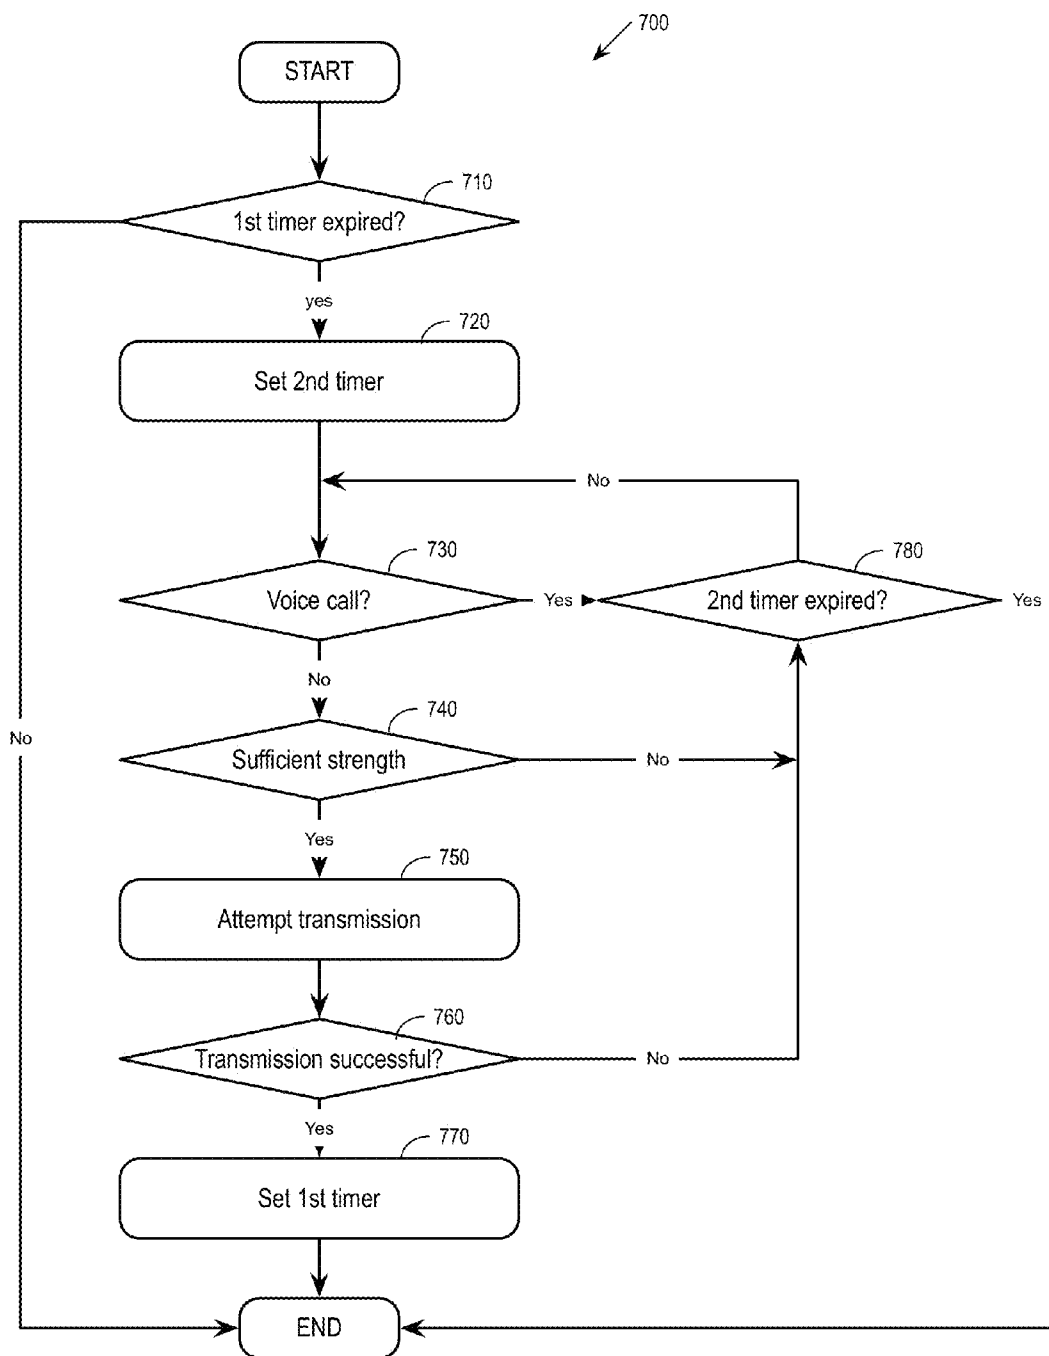 700
START
710
1st timer expired?
yes
720
Set 2nd timer
No
730
Voice call?
Yes
780
2nd timer expired?
Yes
No
740
Sufficient strength
No
No
Yes
750
Attempt transmission
760
Transmission successful?
No
Yes
770
Set 1st timer
END